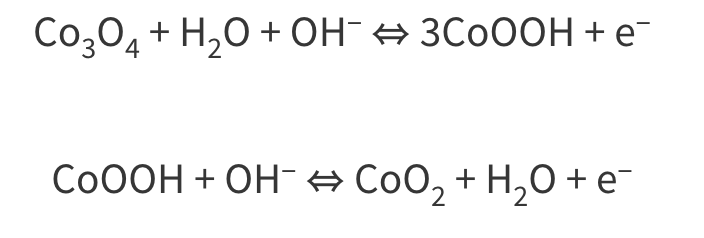 Co₃O₄ + H₂O + OH⁻ ⇔ 3CoOOH + e⁻
CoOOH + OH⁻ ⇔ CoO₂ + H₂O + e⁻